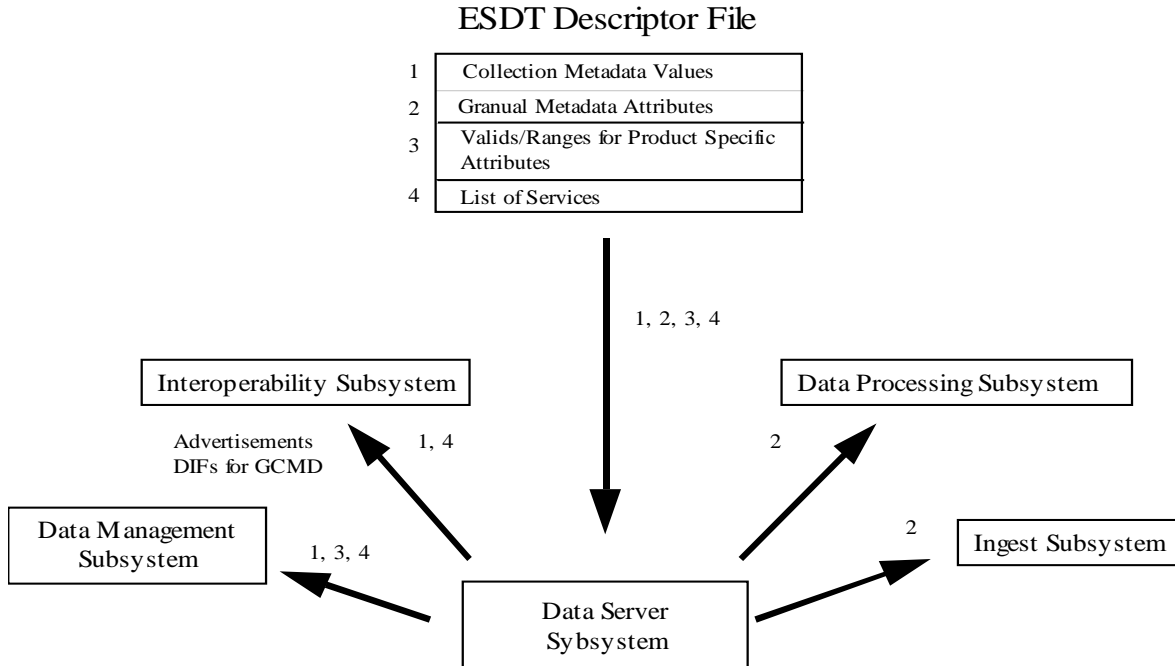 ESDT Descriptor File
1 Collection Metadata Values
2 Granual Metadata Attributes
3 Valids/Ranges for Product Specific
Attributes
4 List of Services
1, 2, 3, 4
Interoperability Subsystem
Data Processing Subsystem
Advertisements
DIFs for GCMD
1, 4
2
Data Management
Subsystem
1, 3, 4
2
Ingest Subsystem
Data Server
Sybsystem